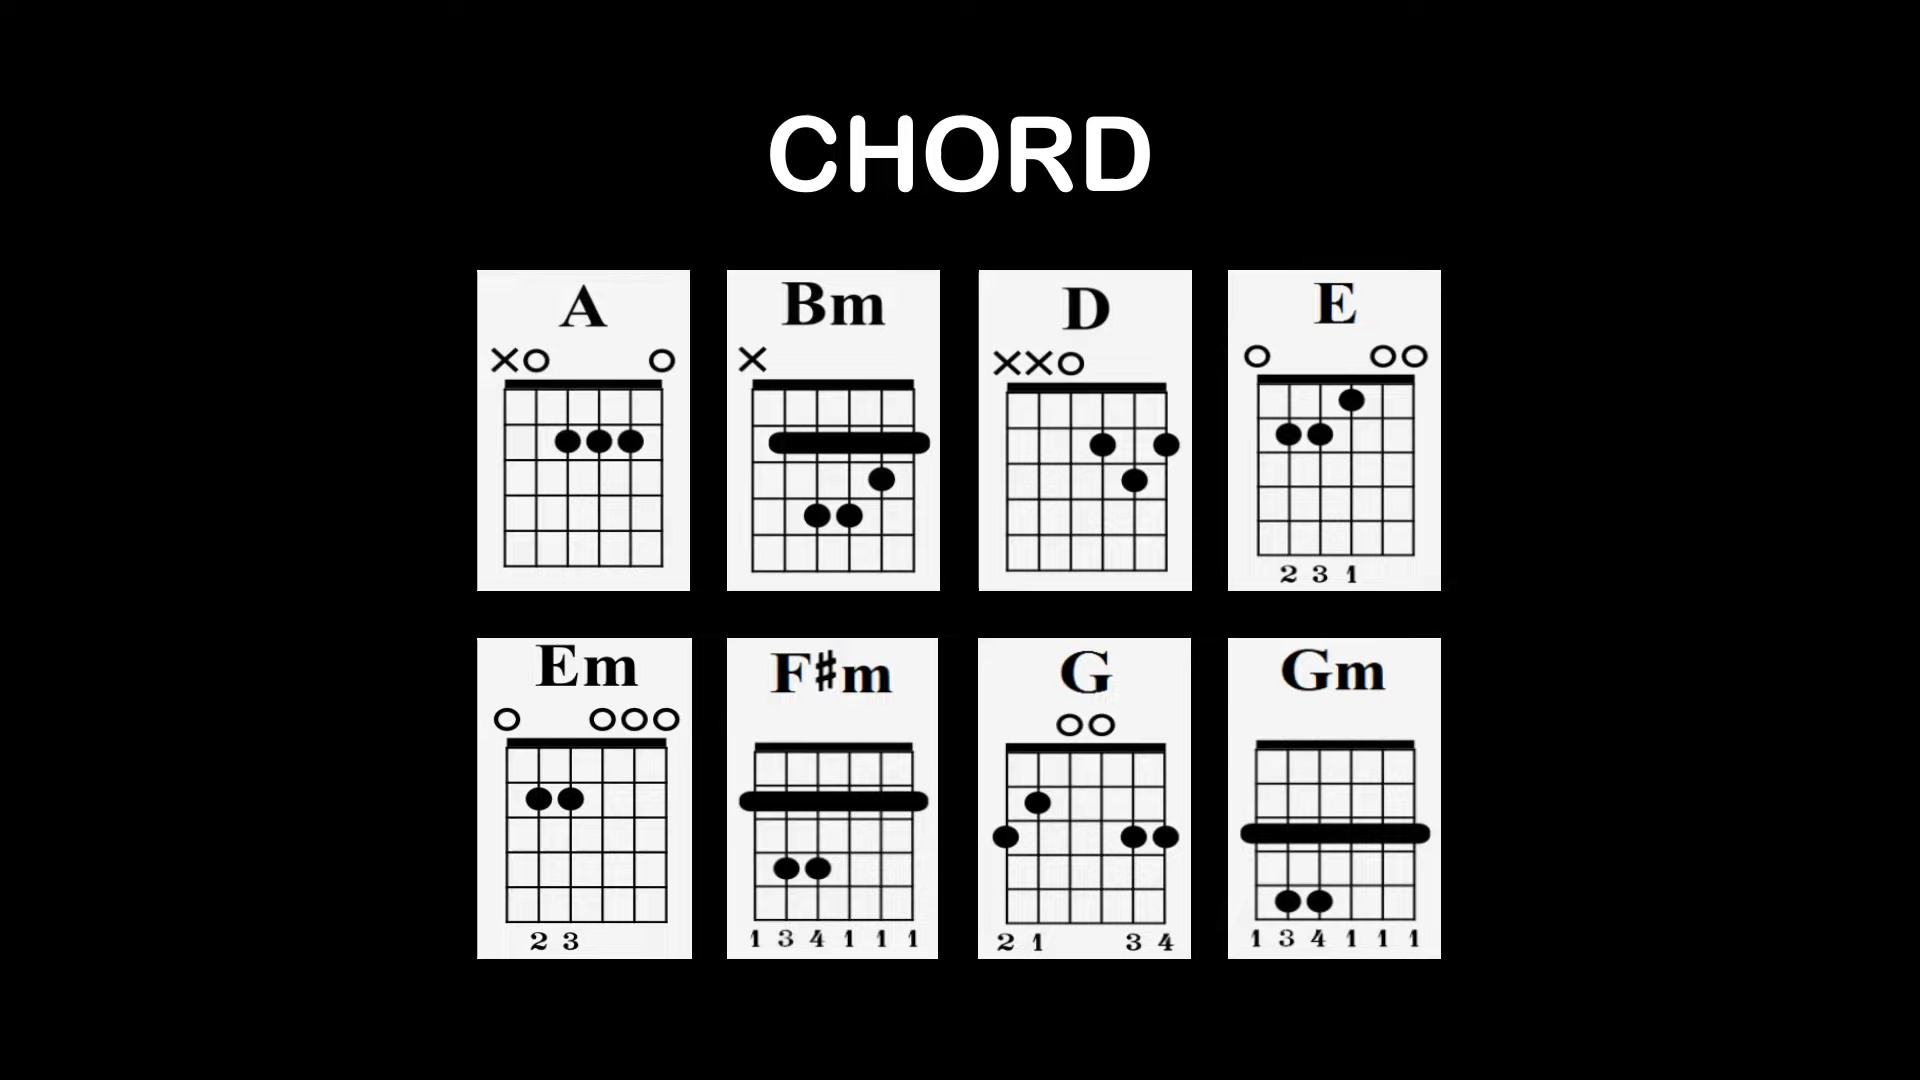 CHORD
A Bm D E
2 3 1
Em F♯m G Gm
2 3 1 3 4 1 1 1 2 1 3 4 1 3 4 1 1 1